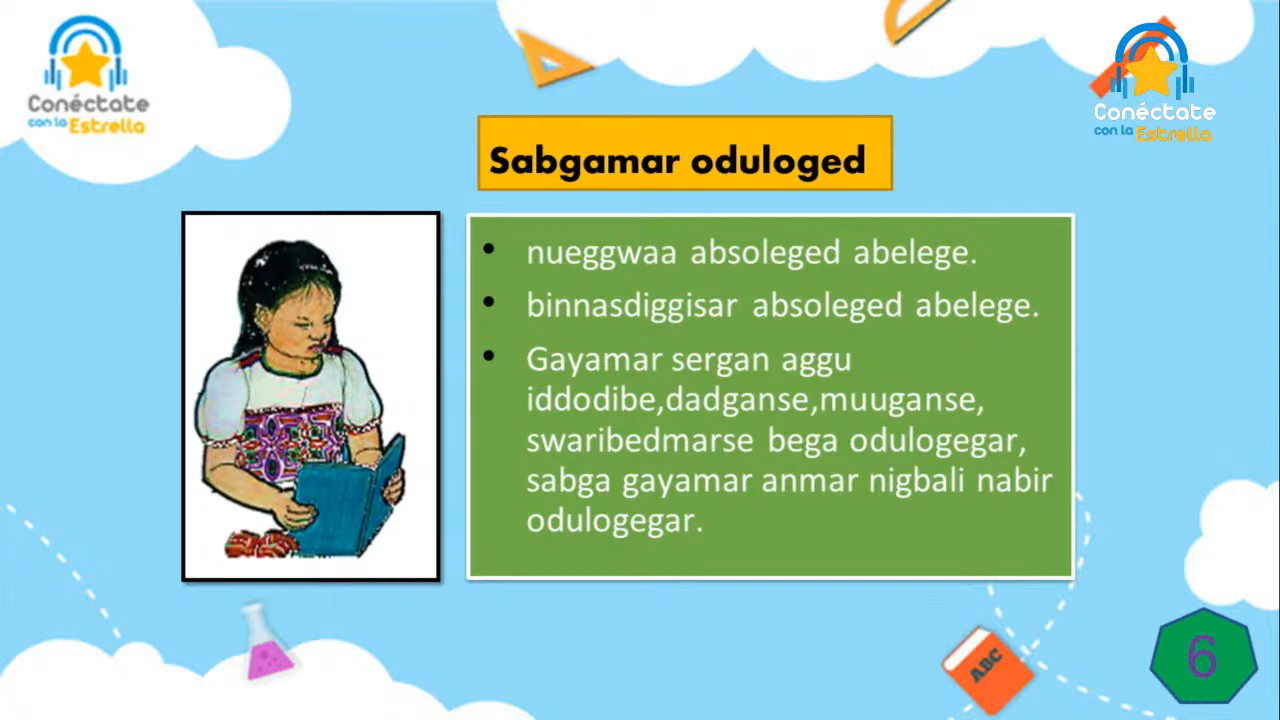 Conéctate
con la Estrella
Conéctate
con la Estrella
Sabgamar oduloged
• nueggwaa absoleged abelege.
• binnasdiggisar absoleged abelege.
• Gayamar sergan aggu
iddodibe,dadganse,muuganse,
swaribedmarse bega odulogegar,
sabga gayamar anmar nigbali nabir
odulogegar.
ABC
6